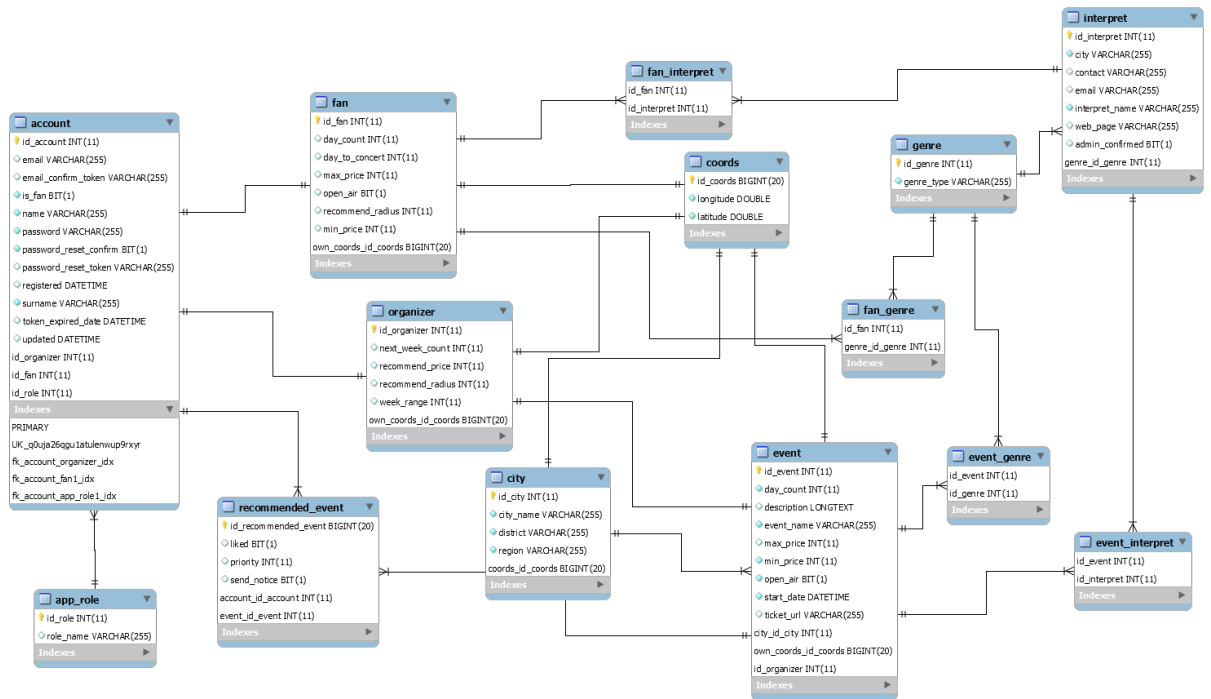 interpret
id_interpret INT(11)
city VARCHAR(255)
contact VARCHAR(255)
email VARCHAR(255)
interpret_name VARCHAR(255)
web_page VARCHAR(255)
admin_confirmed BIT(1)
genre_id_genre INT(11)
Indexes
fan_interpret
id_fan INT(11)
id_interpret INT(11)
Indexes
fan
id_fan INT(11)
day_count INT(11)
day_to_concert INT(11)
max_price INT(11)
open_air BIT(1)
recommend_radius INT(11)
min_price INT(11)
own_coords_id_coords BIGINT(20)
Indexes
account
id_account INT(11)
email VARCHAR(255)
email_confirm_token VARCHAR(255)
is_fan BIT(1)
name VARCHAR(255)
password VARCHAR(255)
password_reset_confirm BIT(1)
password_reset_token VARCHAR(255)
registered DATETIME
surname VARCHAR(255)
token_expired_date DATETIME
updated DATETIME
id_organizer INT(11)
id_fan INT(11)
id_role INT(11)
Indexes
PRIMARY
UK_q0uja26qgu1atulenwup9rxyr
fk_account_organizer_idx
fk_account_fan1_idx
fk_account_app_role1_idx
genre
id_genre INT(11)
genre_type VARCHAR(255)
Indexes
coords
id_coords BIGINT(20)
longitude DOUBLE
latitude DOUBLE
Indexes
organizer
id_organizer INT(11)
next_week_count INT(11)
recommend_price INT(11)
recommend_radius INT(11)
week_range INT(11)
own_coords_id_coords BIGINT(20)
Indexes
fan_genre
id_fan INT(11)
genre_id_genre INT(11)
Indexes
event
id_event INT(11)
day_count INT(11)
description LONGTEXT
event_name VARCHAR(255)
max_price INT(11)
min_price INT(11)
open_air BIT(1)
start_date DATETIME
ticket_url VARCHAR(255)
city_id_city INT(11)
own_coords_id_coords BIGINT(20)
id_organizer INT(11)
Indexes
event_genre
id_event INT(11)
id_genre INT(11)
Indexes
city
id_city INT(11)
city_name VARCHAR(255)
district VARCHAR(255)
region VARCHAR(255)
coords_id_coords BIGINT(20)
Indexes
recommended_event
id_recommended_event BIGINT(20)
liked BIT(1)
priority INT(11)
send_notice BIT(1)
account_id_account INT(11)
event_id_event INT(11)
Indexes
event_interpret
id_event INT(11)
id_interpret INT(11)
Indexes
app_role
id_role INT(11)
role_name VARCHAR(255)
Indexes